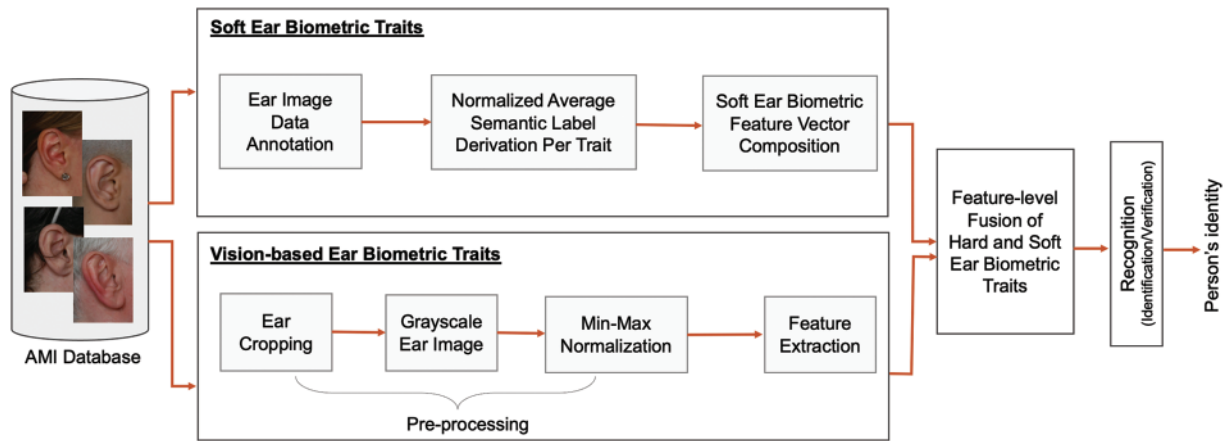 Soft Ear Biometric Traits
Ear Image
Data
Annotation
Normalized Average
Semantic Label
Derivation Per Trait
Soft Ear Biometric
Feature Vector
Composition
AMI Database
Vision-based Ear Biometric Traits
Ear
Cropping
Grayscale
Ear Image
Min-Max
Normalization
Feature
Extraction
Pre-processing
Feature-level
Fusion of
Hard and Soft
Ear Biometric
Traits
Recognition
(Identification/Verification)
Person's identity